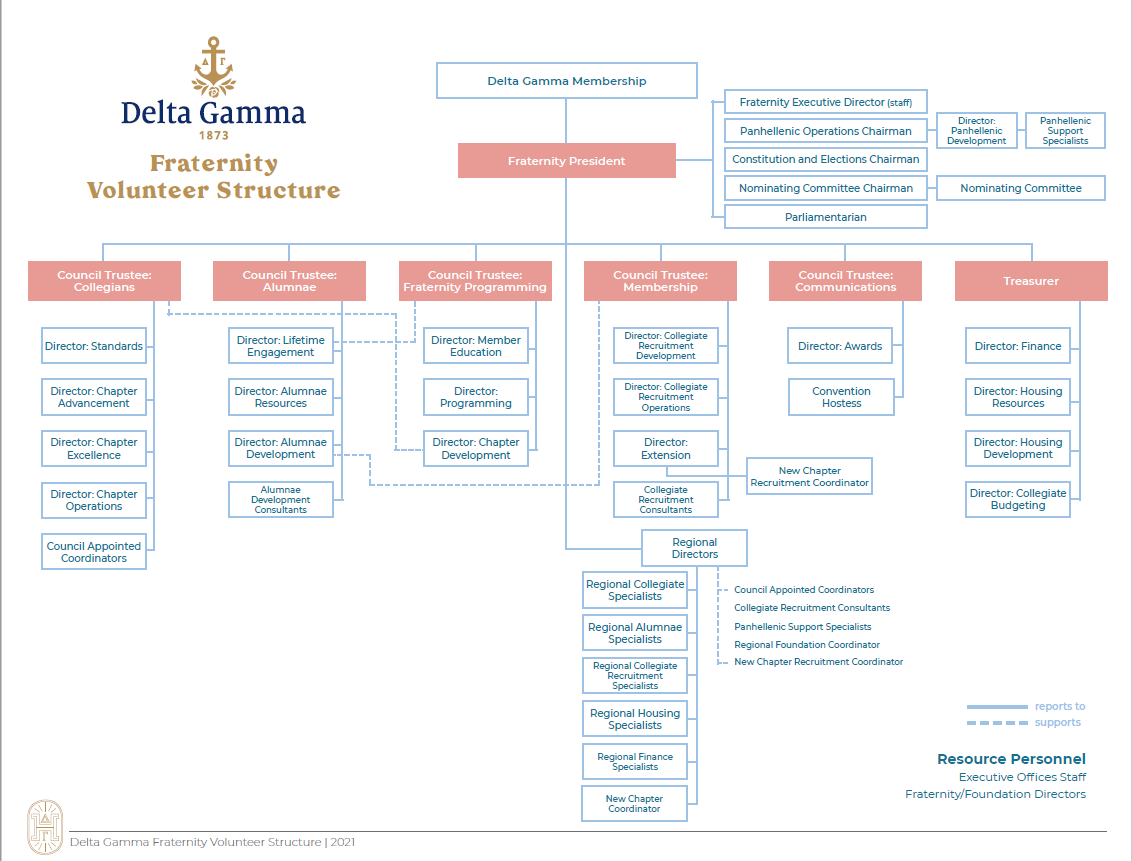 Α Γ
Delta Gamma
1873
Fraternity
Volunteer Structure
Delta Gamma Membership
Fraternity President
Fraternity Executive Director (staff)
Panhellenic Operations Chairman
Director:
Panhellenic
Development
Panhellenic
Support
Specialists
Constitution and Elections Chairman
Nominating Committee Chairman
Nominating Committee
Parliamentarian
Council Trustee:
Collegians
Director: Standards
Director: Chapter
Advancement
Director: Chapter
Excellence
Director: Chapter
Operations
Council Appointed
Coordinators
Council Trustee:
Alumnae
Director: Lifetime
Engagement
Director: Alumnae
Resources
Director: Alumnae
Development
Alumnae
Development
Consultants
Council Trustee:
Fraternity Programming
Director: Member
Education
Director:
Programming
Director: Chapter
Development
Council Trustee:
Membership
Director: Collegiate
Recruitment
Development
Director: Collegiate
Recruitment
Operations
Director:
Extension
New Chapter
Recruitment Coordinator
Collegiate
Recruitment
Consultants
Council Trustee:
Communications
Director: Awards
Convention
Hostess
Treasurer
Director: Finance
Director: Housing
Resources
Director: Housing
Development
Director: Collegiate
Budgeting
Regional
Directors
Regional Collegiate
Specialists
Regional Alumnae
Specialists
Regional Collegiate
Recruitment
Specialists
Regional Housing
Specialists
Regional Finance
Specialists
New Chapter
Coordinator
Council Appointed Coordinators
Collegiate Recruitment Consultants
Panhellenic Support Specialists
Regional Foundation Coordinator
New Chapter Recruitment Coordinator
reports to
supports
Resource Personnel
Executive Offices Staff
Fraternity/Foundation Directors
Delta Gamma Fraternity Volunteer Structure | 2021